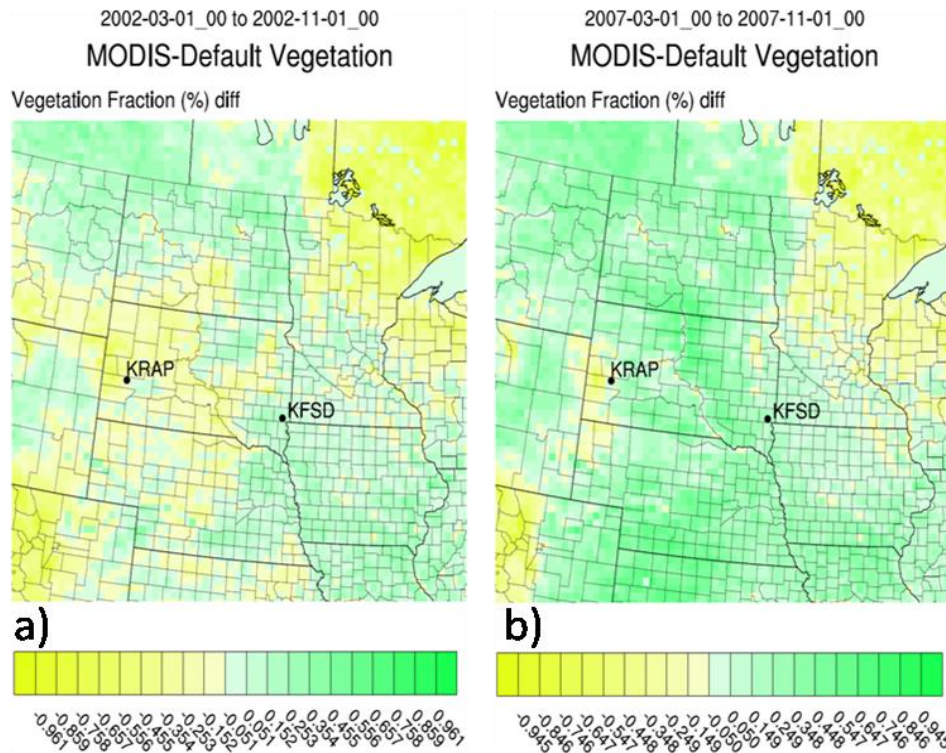 2002-03-01_00 to 2002-11-01_00
MODIS-Default Vegetation
Vegetation Fraction (%) diff
KRAP
KFSD
a)
-0.961 -0.859 -0.758 -0.657 -0.556 -0.455 -0.354 -0.253 -0.152 0.051 0.152 0.253 0.354 0.455 0.556 0.657 0.758 0.859 0.961
2007-03-01_00 to 2007-11-01_00
MODIS-Default Vegetation
Vegetation Fraction (%) diff
KRAP
KFSD
b)
-0.945 -0.846 -0.746 -0.647 -0.547 -0.448 -0.348 -0.249 -0.149 -0.050 0.050 0.149 0.249 0.348 0.448 0.547 0.647 0.746 0.846 0.945